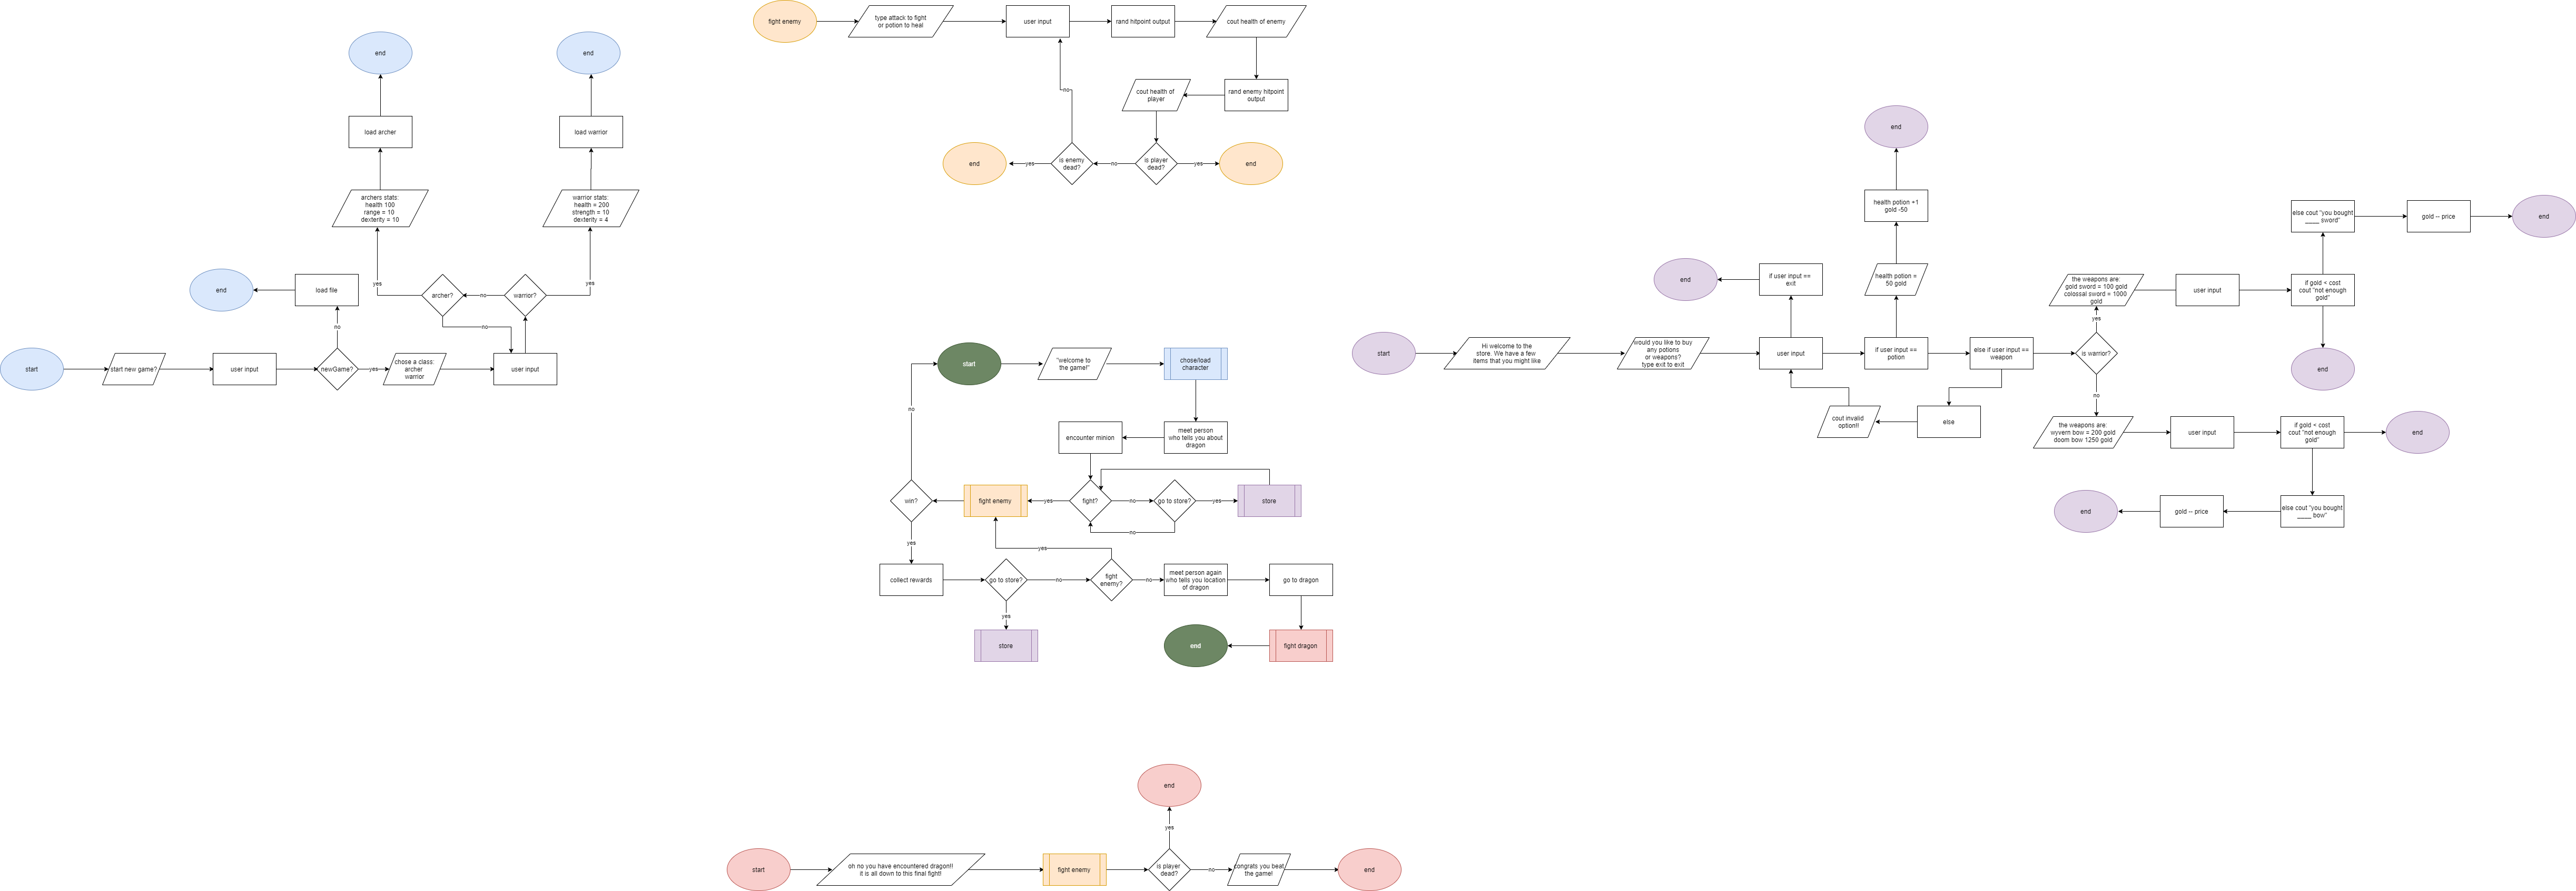 fight enemy
type attack to fight
or potion to heal
user input
rand hitpoint output
cout health of enemy
rand enemy hitpoint
output
cout health of
player
no
is player
dead?
yes
end
no
is enemy
dead?
yes
end
end
end
load archer
load warrior
archers stats:
health 100
range = 10
dexterity = 10
warrior stats:
health = 200
strength = 10
dexterity = 4
yes
yes
archer?
no
warrior?
no
end
load file
no
start
start new game?
user input
newGame?
yes
chose a class:
archer
warrior
user input
start
"welcome to
the game!"
chose/load
character
no
meet person
who tells you about
dragon
encounter minion
win?
fight enemy
yes
fight?
no
go to store?
yes
store
no
yes
yes
collect rewards
go to store?
no
fight
enemy?
no
meet person again
who tells you location
of dragon
go to dragon
yes
store
end
fight dragon
end
health potion +1
gold -50
health potion =
50 gold
end
if user input ==
exit
start
Hi welcome to the
store. We have a few
items that you might like
would you like to buy
any potions
or weapons?
type exit to exit
user input
if user input ==
potion
else if user input ==
weapon
is warrior?
cout invalid
option!!
else
yes
the weapons are:
gold sword = 100 gold
colossal sword = 1000
gold
user input
if gold < cost
cout "not enough
gold"
else cout "you bought
____ sword"
gold -- price
end
end
no
the weapons are:
wyvern bow = 200 gold
doom bow 1250 gold
user input
if gold < cost
cout "not enough
gold"
end
else cout "you bought
____ bow"
gold -- price
end
end
yes
start
oh no you have encountered dragon!!
it is all down to this final fight!
fight enemy
is player
dead?
no
congrats you beat
the game!
end